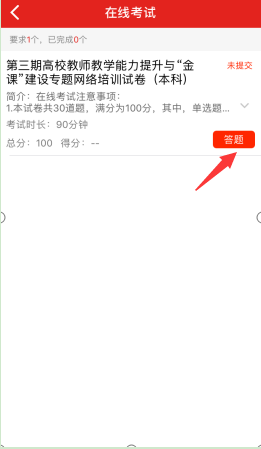 在线考试
要求1个，已完成0个
第三期高校教师教学能力提升与“金
课”建设专题网络培训试卷（本科）
未提交
简介：在线考试注意事项：
1.本试卷共30道题，满分为100分，其中，单选题...
考试时长：90分钟
总分：100 得分：--
答题